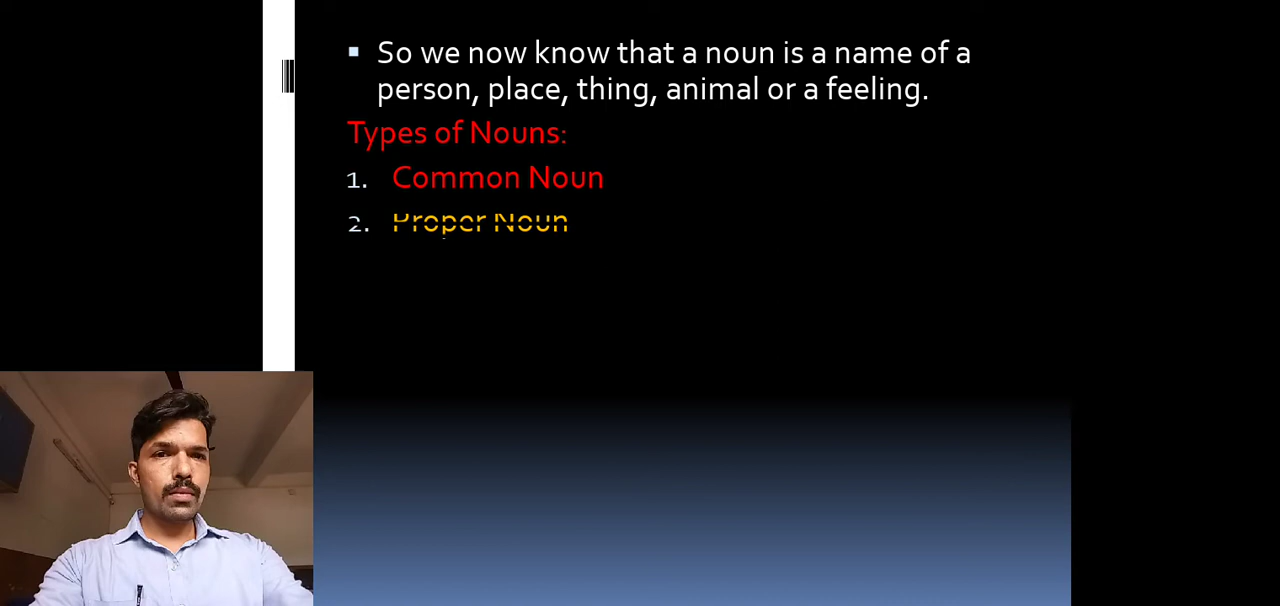 So we now know that a noun is a name of a
person, place, thing, animal or a feeling.
Types of Nouns:
1. Common Noun
2. Proper Noun